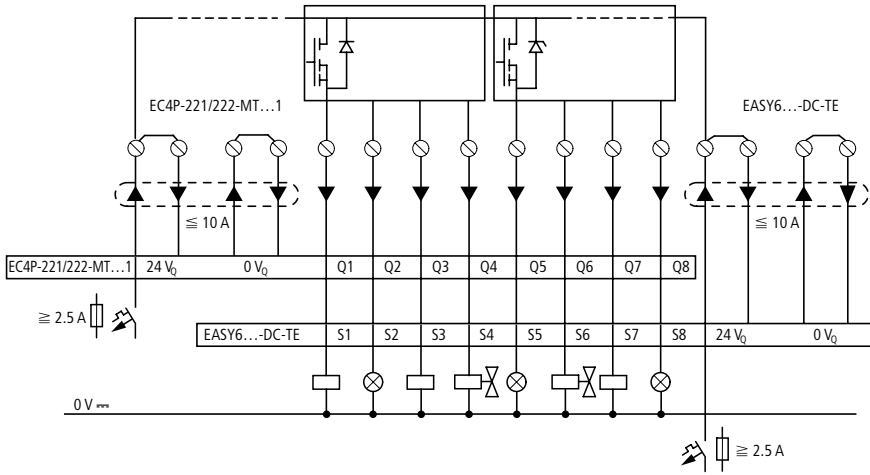 EC4P-221/222-MT…1
EASY6…-DC-TE
≦ 10 A
≦ 10 A
EC4P-221/222-MT…1 24 VQ 0 VQ Q1 Q2 Q3 Q4 Q5 Q6 Q7 Q8
≧ 2.5 A
EASY6…-DC-TE S1 S2 S3 S4 S5 S6 S7 S8 24 VQ 0 VQ
0 V
≧ 2.5 A